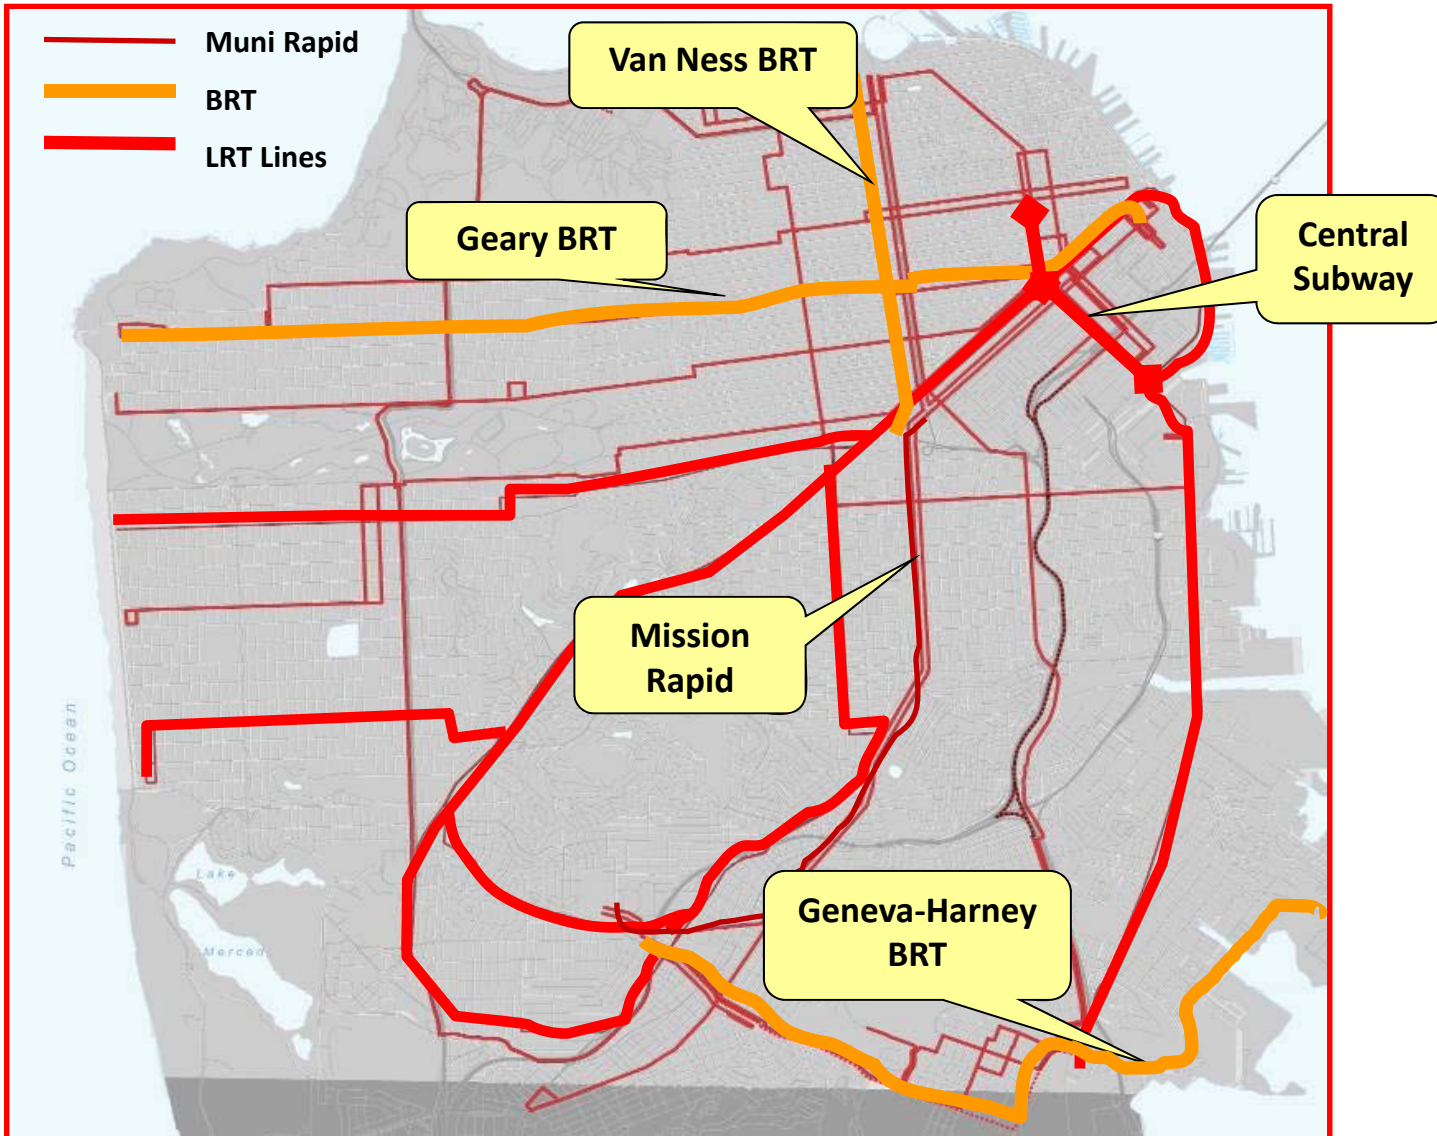 Muni Rapid
BRT
LRT Lines
Van Ness BRT
Geary BRT
Central
Subway
Mission
Rapid
Geneva-Harney
BRT
Pacific Ocean
Lake
Merced